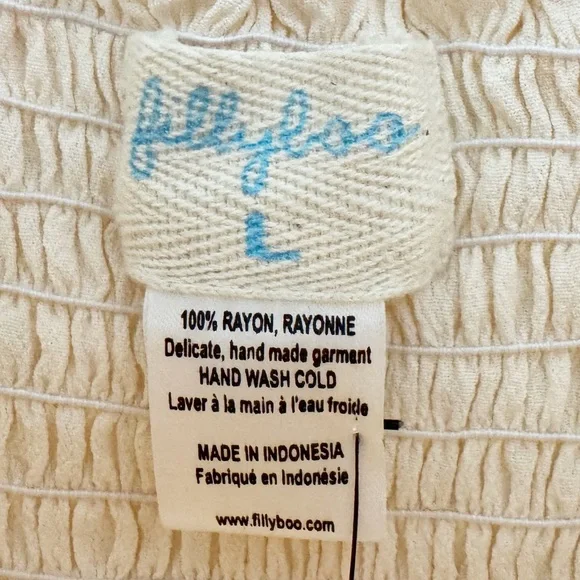 fillyboo
L
100% RAYON, RAYONNE
Delicate, hand made garment
HAND WASH COLD
Laver à la main à l'eau froide
MADE IN INDONESIA
Fabriqué en Indonésie
www.fillyboo.com